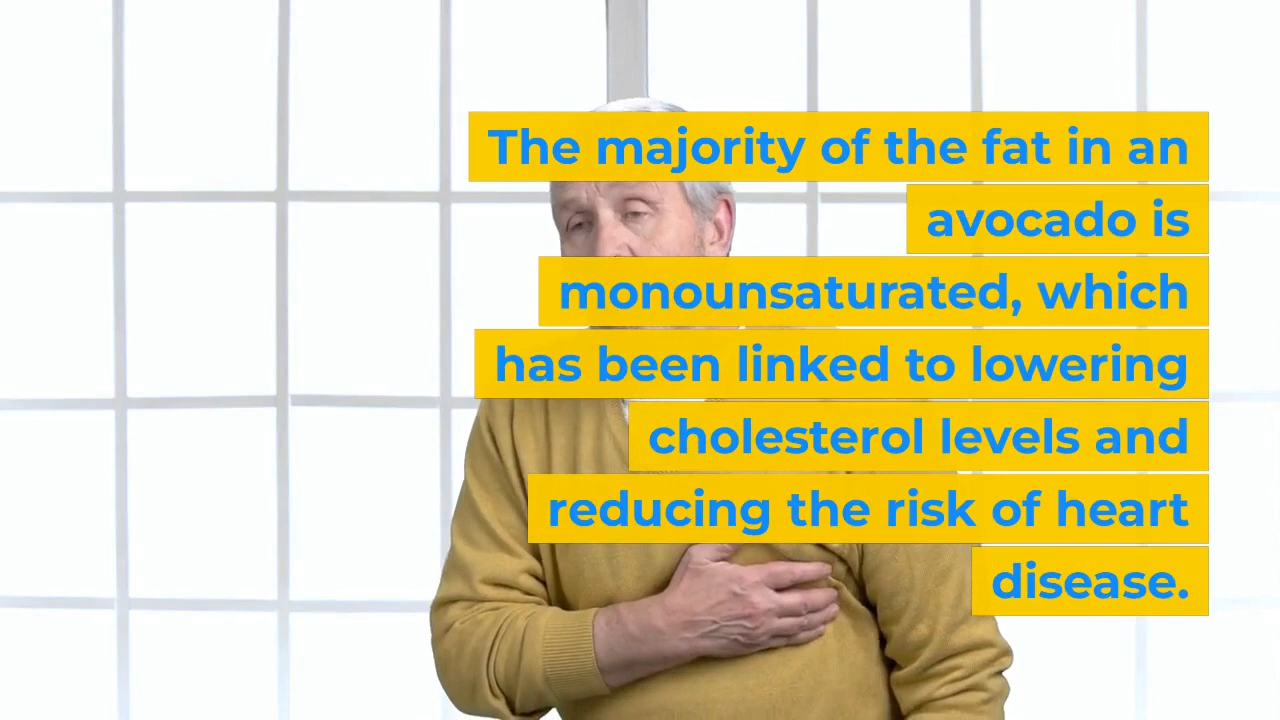 The majority of the fat in an
avocado is
monounsaturated, which
has been linked to lowering
cholesterol levels and
reducing the risk of heart
disease.